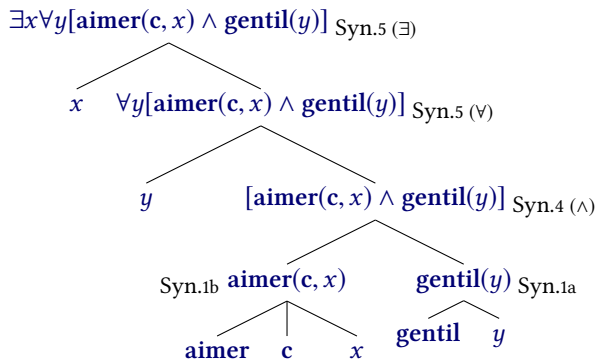 ∃x∀y[aimer(c, x) ∧ gentil(y)] Syn.5 (∃)
x ∀y[aimer(c, x) ∧ gentil(y)] Syn.5 (∀)
y [aimer(c, x) ∧ gentil(y)] Syn.4 (∧)
Syn.1b aimer(c, x) gentil(y) Syn.1a
aimer c x gentil y